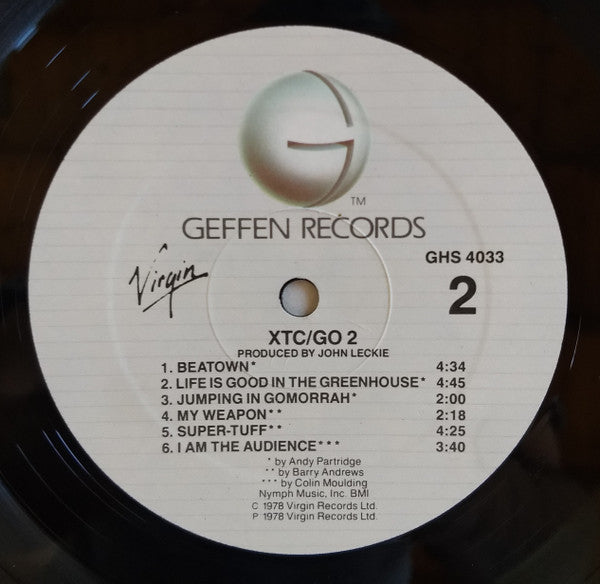 G
TM
GEFFEN RECORDS
GHS 4033
Virgin
2
XTC/GO 2
PRODUCED BY JOHN LECKIE
1. BEATOWN* 4:34
2. LIFE IS GOOD IN THE GREENHOUSE* 4:45
3. JUMPING IN GOMORRAH* 2:00
4. MY WEAPON** 2:18
5. SUPER-TUFF** 4:25
6. I AM THE AUDIENCE*** 3:40
* by Andy Partridge
** by Barry Andrews
*** by Colin Moulding
Nymph Music, Inc. BMI
C 1978 Virgin Records Ltd.
P 1978 Virgin Records Ltd.